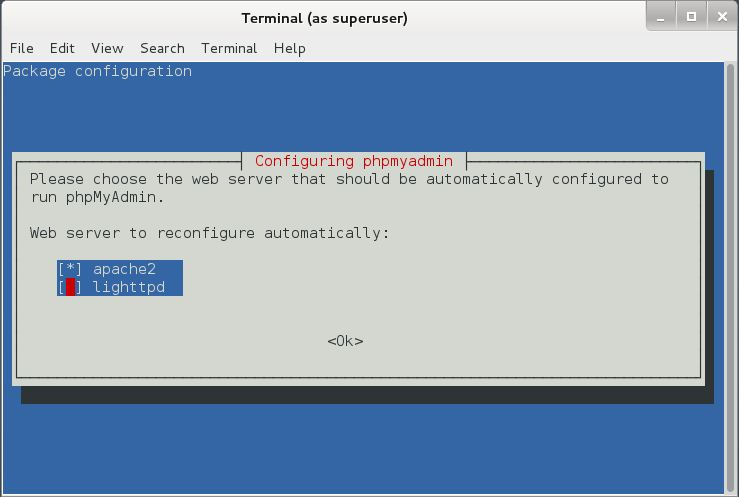 Terminal (as superuser)
File Edit View Search Terminal Help
Package configuration
Configuring phpmyadmin
Please choose the web server that should be automatically configured to
run phpMyAdmin.
Web server to reconfigure automatically:
[*] apache2
[ ] lighttpd
<Ok>